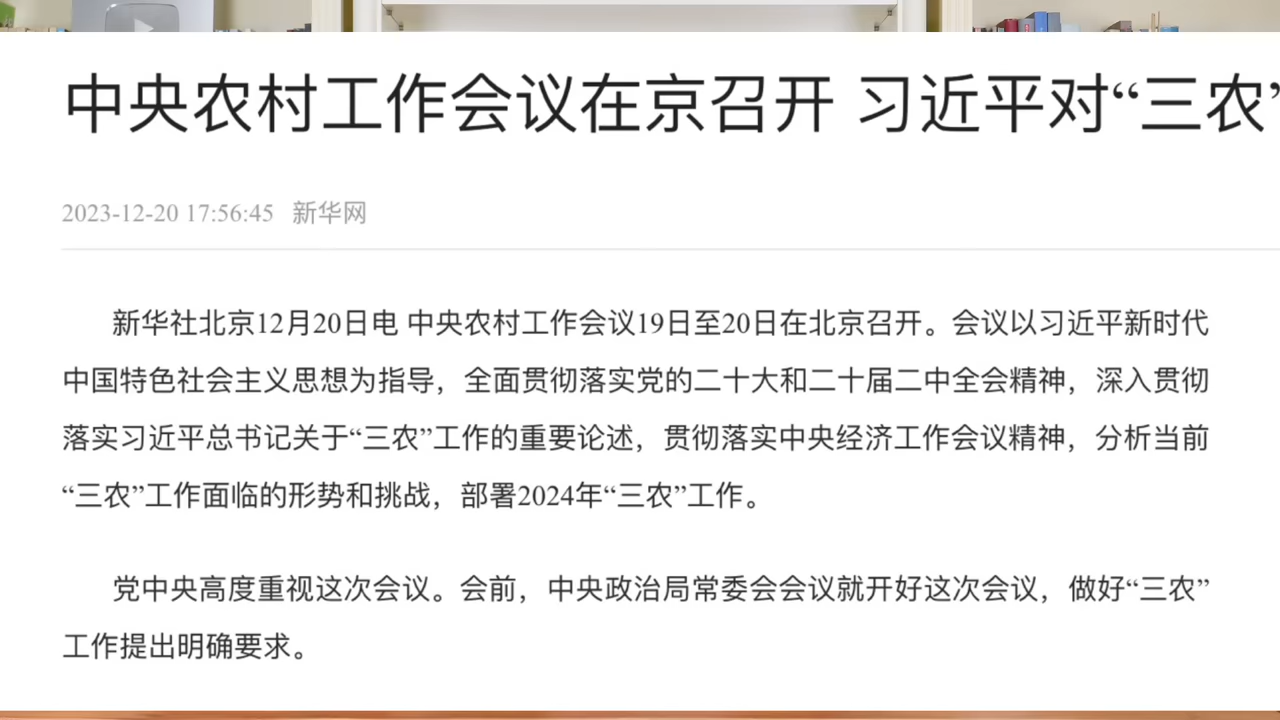 中央农村工作会议在京召开 习近平对“三农”
2023-12-20 17:56:45 新华网
新华社北京12月20日电 中央农村工作会议19日至20日在北京召开。会议以习近平新时代
中国特色社会主义思想为指导，全面贯彻落实党的二十大和二十届二中全会精神，深入贯彻
落实习近平总书记关于“三农”工作的重要论述，贯彻落实中央经济工作会议精神，分析当前
“三农”工作面临的形势和挑战，部署2024年“三农”工作。
党中央高度重视这次会议。会前，中央政治局常委会会议就开好这次会议，做好“三农”
工作提出明确要求。